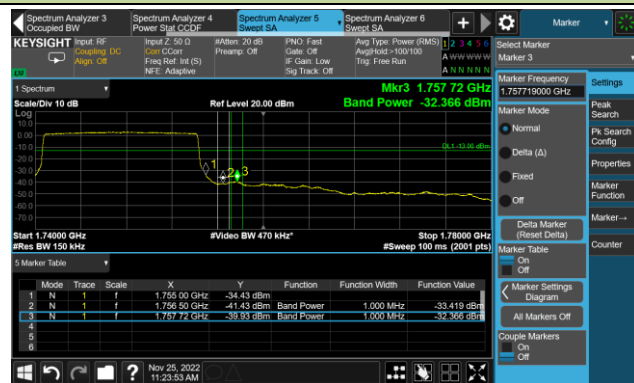 Spectrum Analyzer 3
Occupied BW
Spectrum Analyzer 4
Power Stat CCDF
Spectrum Analyzer 5
Swept SA
Spectrum Analyzer 6
Swept SA
+
Marker
KEYSIGHT
Input: RF
Coupling: DC
Align: Off
Input Z: 50 Ω
Corr CCorr
Freq Ref: Int (S)
NFE: Adaptive
#Atten: 20 dB
Preamp: Off
PNO: Fast
Gate: Off
IF Gain: Low
Sig Track: Off
Avg Type: Power (RMS)
Avg|Hold:>100/100
Trig: Free Run
1 2 3 4 5 6
A W W W W W
A N N N N N
Select Marker
Marker 3
1 Spectrum
Scale/Div 10 dB
Ref Level 20.00 dBm
Mkr3 1.757 72 GHz
Band Power -32.366 dBm
Log
10.0
0.00
-10.0
-20.0
-30.0
-40.0
-50.0
-60.0
-70.0
DL1 -13.00 dBm
1
2
3
Start 1.74000 GHz
#Res BW 150 kHz
#Video BW 470 kHz*
Stop 1.78000 GHz
#Sweep 100 ms (2001 pts)
5 Marker Table
Mode Trace Scale X Y Function Function Width Function Value
1 N 1 f 1.755 00 GHz -34.43 dBm
2 N 1 f 1.756 50 GHz -41.43 dBm Band Power 1.000 MHz -33.419 dBm
3 N 1 f 1.757 72 GHz -39.93 dBm Band Power 1.000 MHz -32.366 dBm
4
5
6
Marker Frequency
1.757719000 GHz
Marker Mode
Normal
Delta (Δ)
Fixed
Off
Delta Marker
(Reset Delta)
Marker Table
On
Off
Marker Settings
Diagram
All Markers Off
Couple Markers
On
Off
Settings
Peak
Search
Pk Search
Config
Properties
Marker
Function
Marker→
Counter
?
Nov 25, 2022
11:23:53 AM